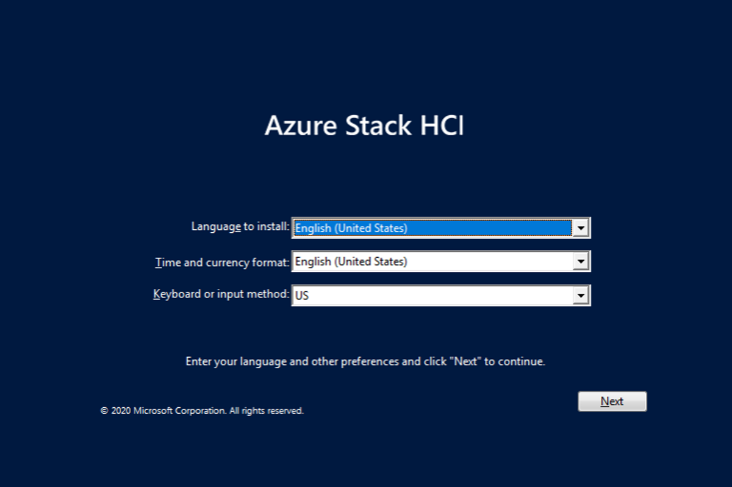 Azure Stack HCI
Language to install: English (United States)
Time and currency format: English (United States)
Keyboard or input method: US
Enter your language and other preferences and click "Next" to continue.
Next
© 2020 Microsoft Corporation. All rights reserved.